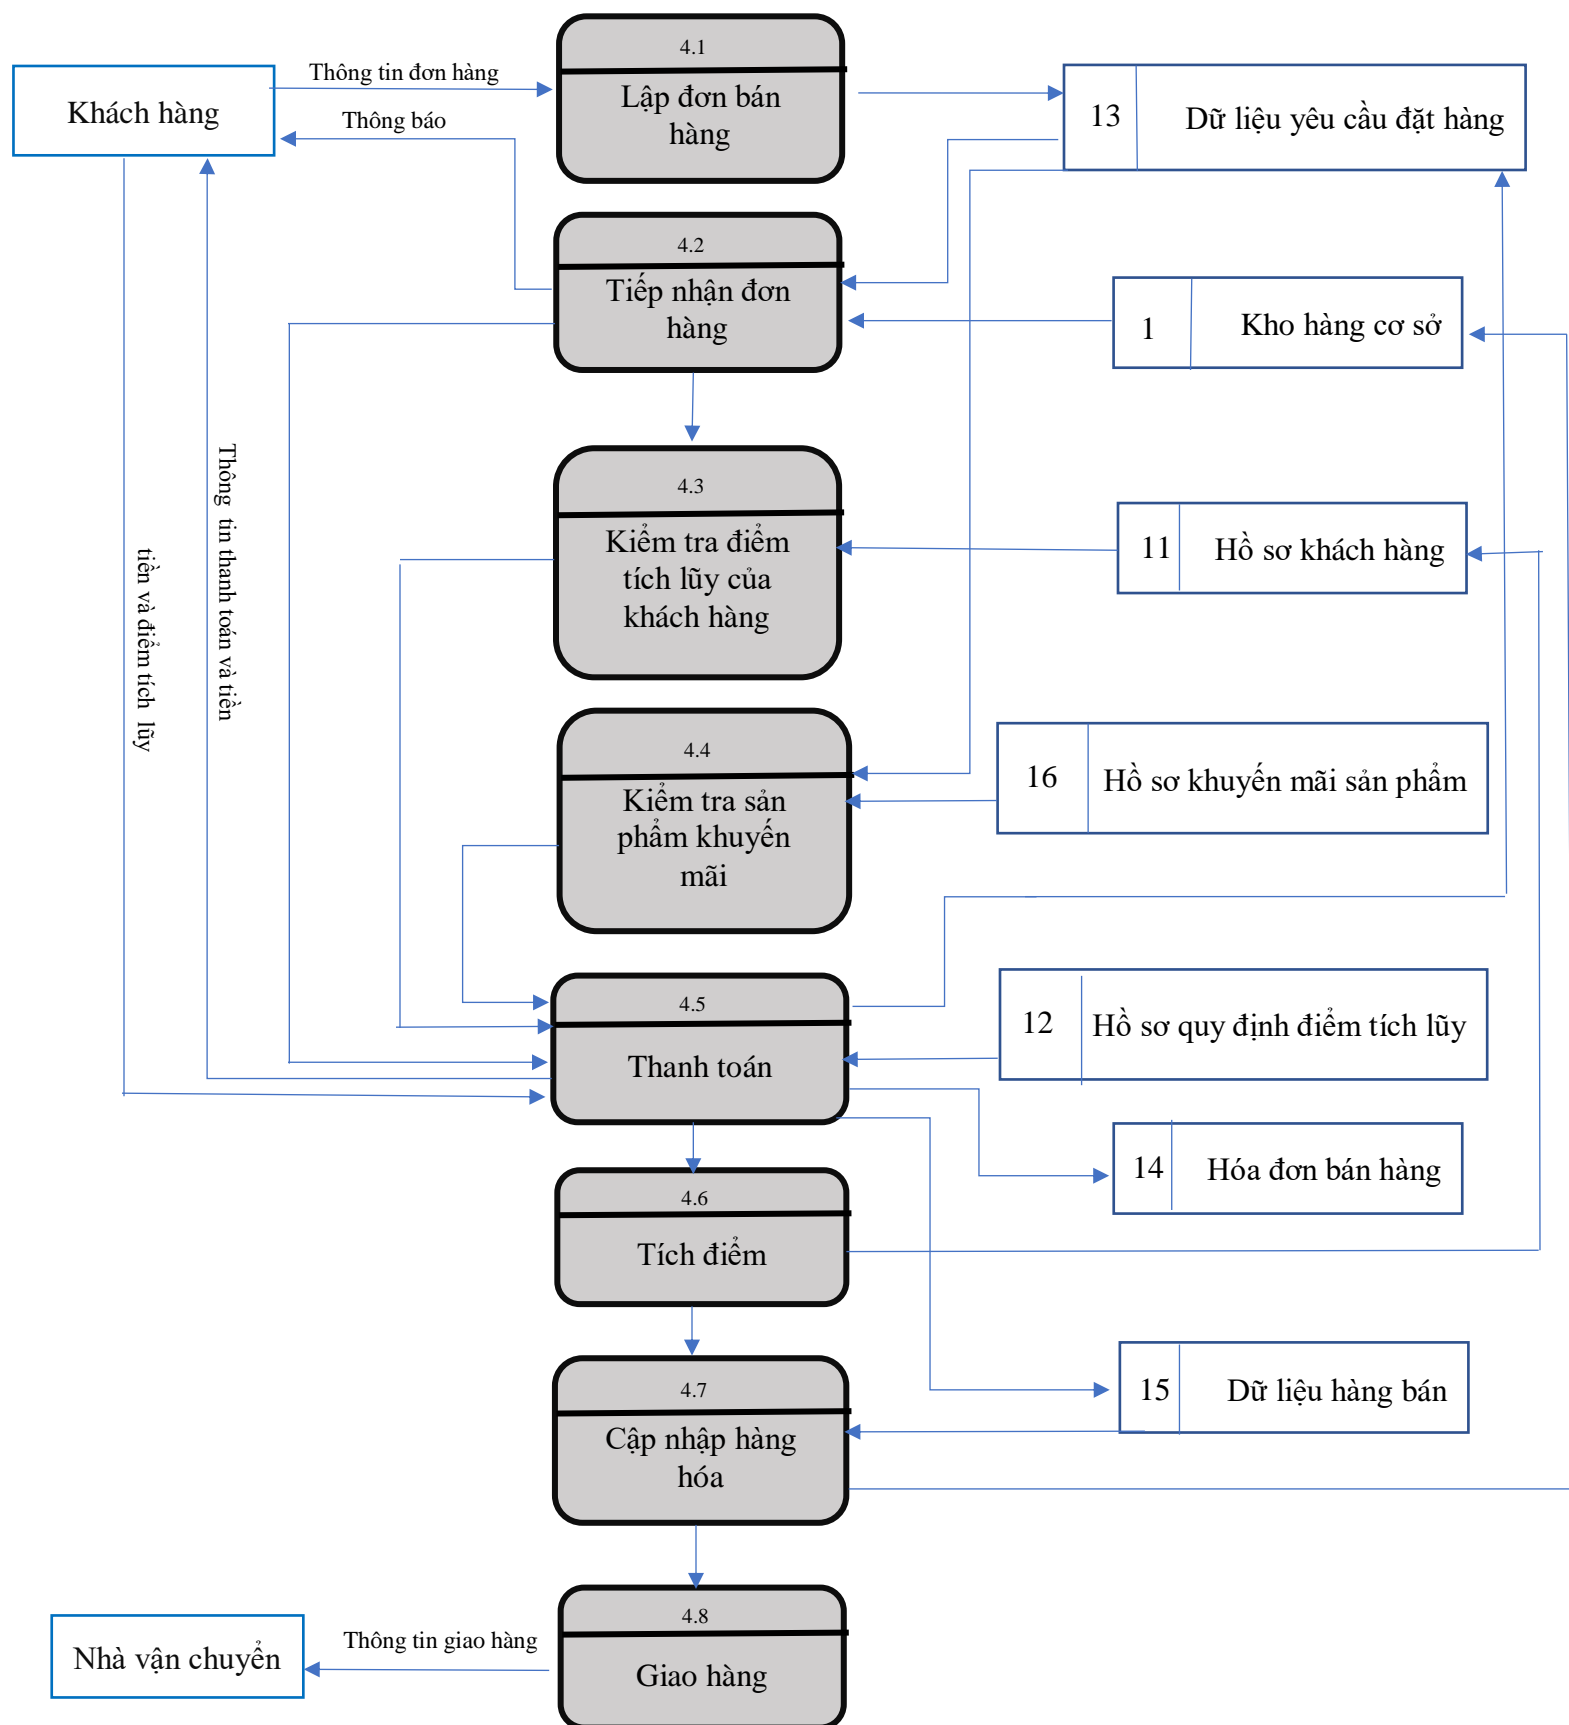 4.1
Lập đơn bán
hàng
Thông tin đơn hàng
Khách hàng
Thông báo
13
Dữ liệu yêu cầu đặt hàng
4.2
Tiếp nhận đơn
hàng
1
Kho hàng cơ sở
4.3
Kiểm tra điểm
tích lũy của
khách hàng
11
Hồ sơ khách hàng
Thông tin thanh toán và tiền
tiền và điểm tích lũy
4.4
Kiểm tra sản
phẩm khuyến
mãi
16
Hồ sơ khuyến mãi sản phẩm
4.5
Thanh toán
12
Hồ sơ quy định điểm tích lũy
14
Hóa đơn bán hàng
4.6
Tích điểm
4.7
Cập nhập hàng
hóa
15
Dữ liệu hàng bán
4.8
Giao hàng
Thông tin giao hàng
Nhà vận chuyển